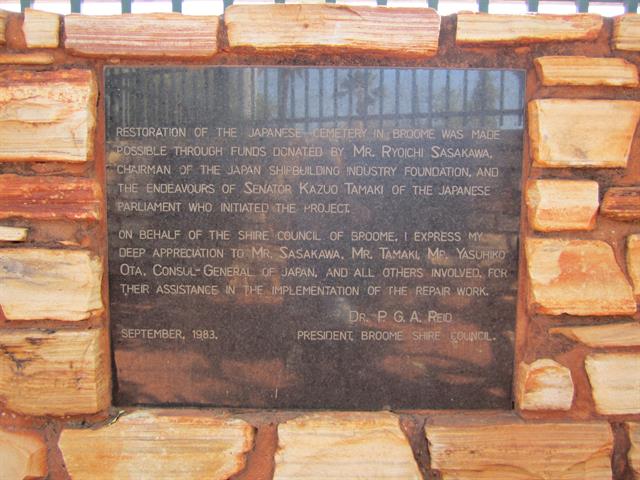 RESTORATION OF THE JAPANESE CEMETERY IN BROOME WAS MADE
POSSIBLE THROUGH FUNDS DONATED BY MR. RYOICHI SASAKAWA,
CHAIRMAN OF THE JAPAN SHIPBUILDING INDUSTRY FOUNDATION, AND
THE ENDEAVOURS OF SENATOR KAZUO TAMAKI OF THE JAPANESE
PARLIAMENT WHO INITIATED THE PROJECT.
ON BEHALF OF THE SHIRE COUNCIL OF BROOME, I EXPRESS MY
DEEP APPRECIATION TO MR. SASAKAWA, MR. TAMAKI, MR. YASUHIKO
OTA, CONSUL-GENERAL OF JAPAN, AND ALL OTHERS INVOLVED, FOR
THEIR ASSISTANCE IN THE IMPLEMENTATION OF THE REPAIR WORK.
DR. P. G. A. REID
SEPTEMBER, 1983. PRESIDENT, BROOME SHIRE COUNCIL.